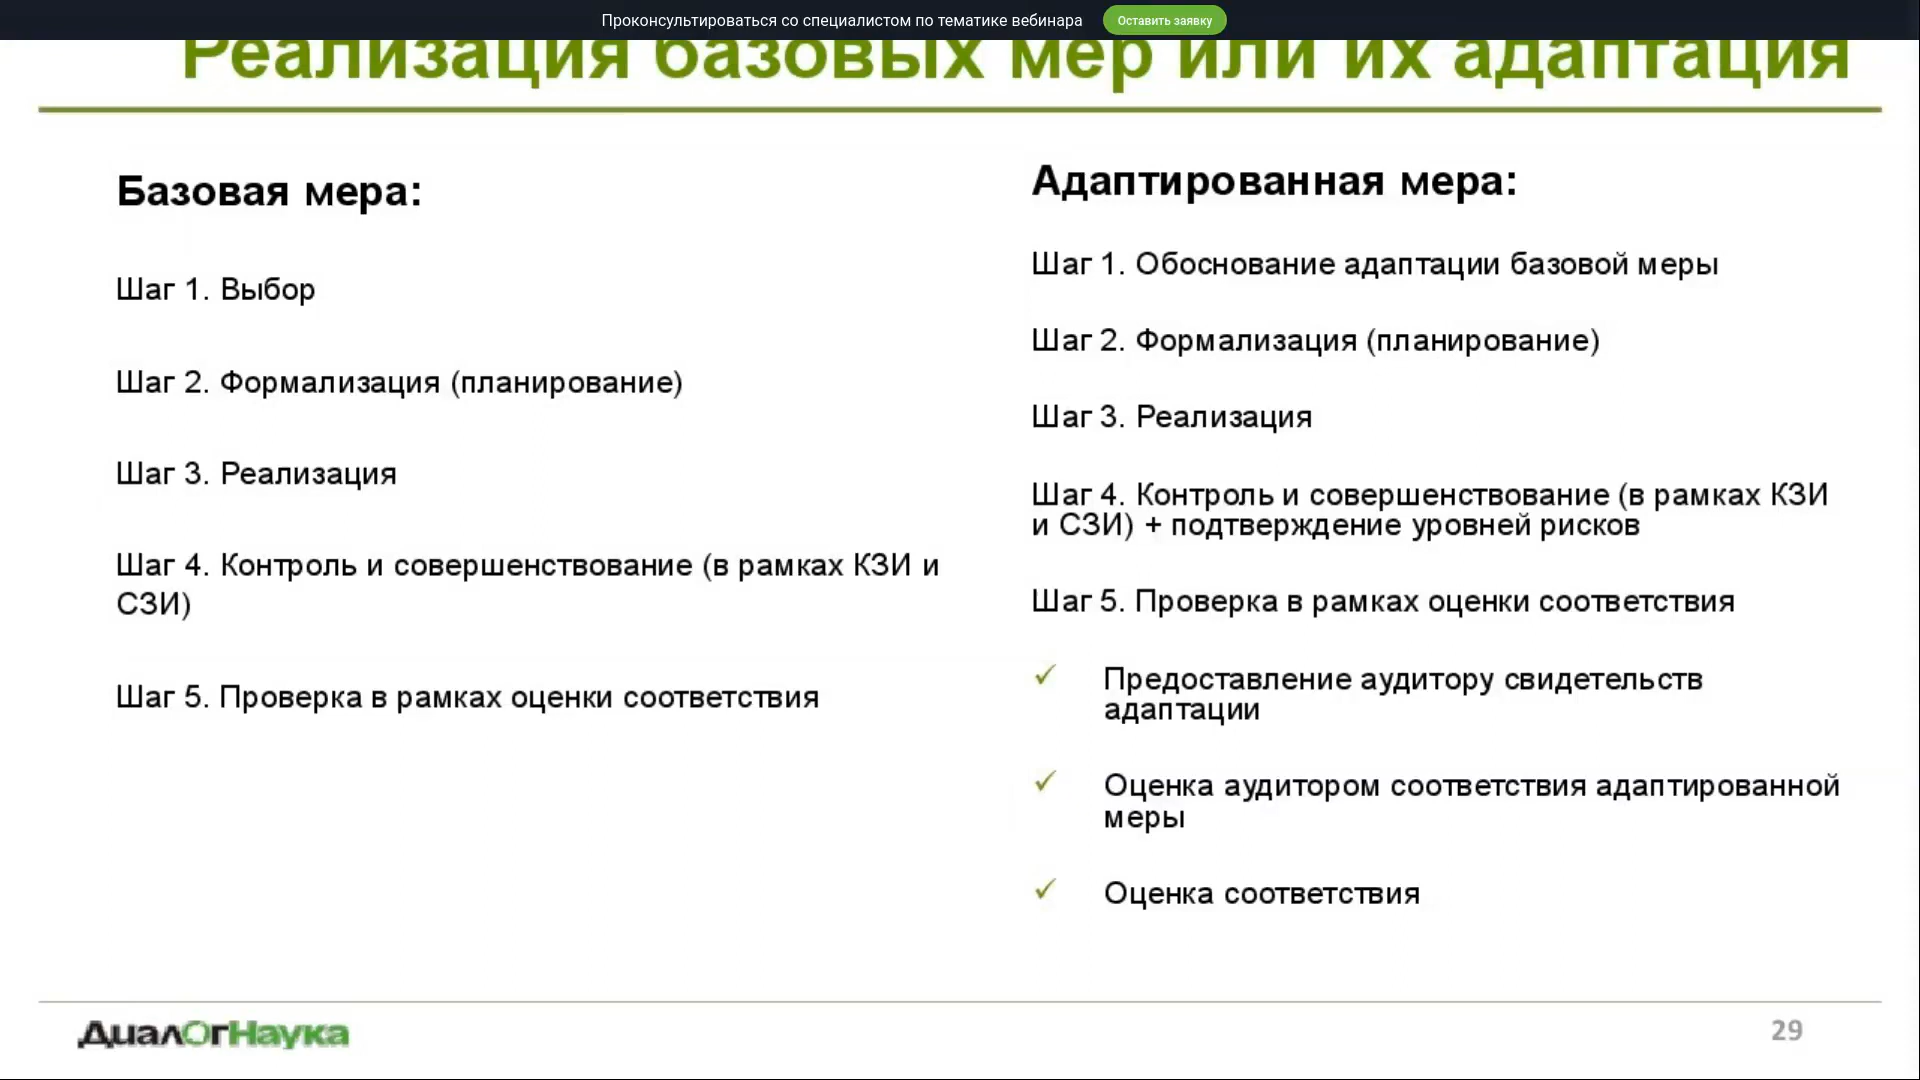 Проконсультироваться со специалистом по тематике вебинара
Оставить заявку
Реализация базовых мер или их адаптация
Базовая мера:
Шаг 1. Выбор
Шаг 2. Формализация (планирование)
Шаг 3. Реализация
Шаг 4. Контроль и совершенствование (в рамках КЗИ и
СЗИ)
Шаг 5. Проверка в рамках оценки соответствия
Адаптированная мера:
Шаг 1. Обоснование адаптации базовой меры
Шаг 2. Формализация (планирование)
Шаг 3. Реализация
Шаг 4. Контроль и совершенствование (в рамках КЗИ
и СЗИ) + подтверждение уровней рисков
Шаг 5. Проверка в рамках оценки соответствия
✓ Предоставление аудитору свидетельств
адаптации
✓ Оценка аудитором соответствия адаптированной
меры
✓ Оценка соответствия
ДиалОгНаука
29